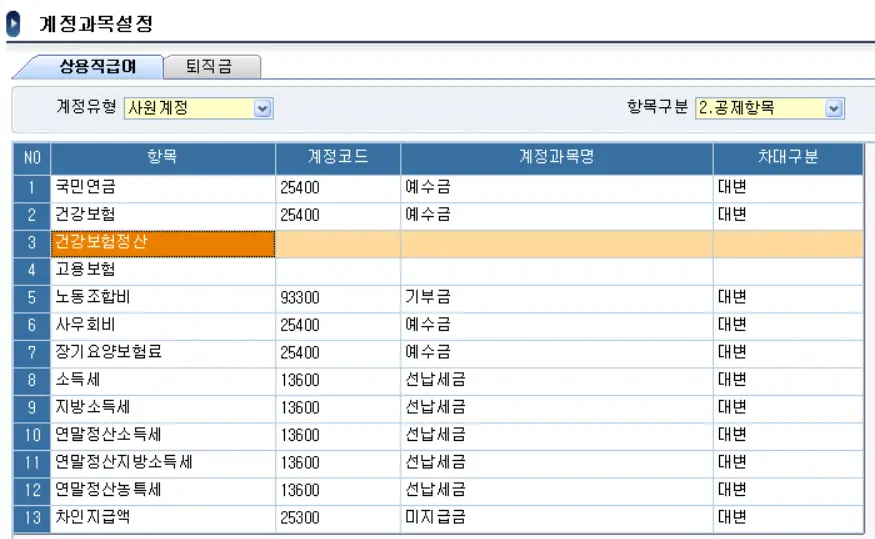 계정과목설정
상용직급여 퇴직금
계정유형 사원계정 항목구분 2.공제항목
NO 항목 계정코드 계정과목명 차대구분
1 국민연금 25400 예수금 대변
2 건강보험 25400 예수금 대변
3 건강보험정산
4 고용보험
5 노동조합비 93300 기부금 대변
6 사우회비 25400 예수금 대변
7 장기요양보험료 25400 예수금 대변
8 소득세 13600 선납세금 대변
9 지방소득세 13600 선납세금 대변
10 연말정산소득세 13600 선납세금 대변
11 연말정산지방소득세 13600 선납세금 대변
12 연말정산농특세 13600 선납세금 대변
13 차인지급액 25300 미지급금 대변